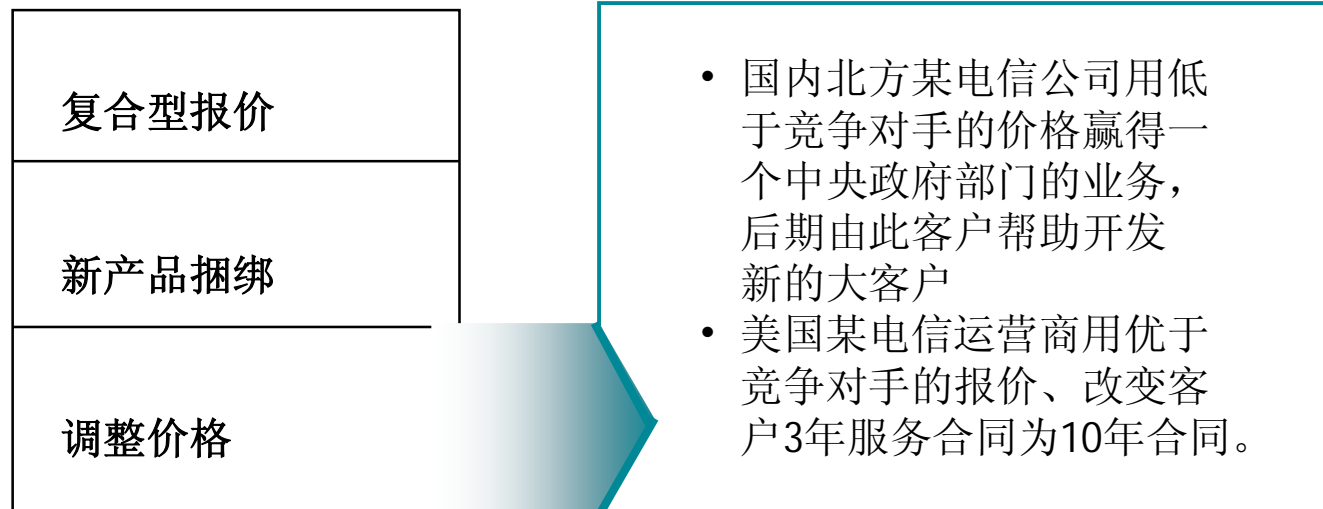 复合型报价
新产品捆绑
调整价格
• 国内北方某电信公司用低
于竞争对手的价格赢得一
个中央政府部门的业务，
后期由此客户帮助开发
新的大客户
• 美国某电信运营商用优于
竞争对手的报价、改变客
户3年服务合同为10年合同。